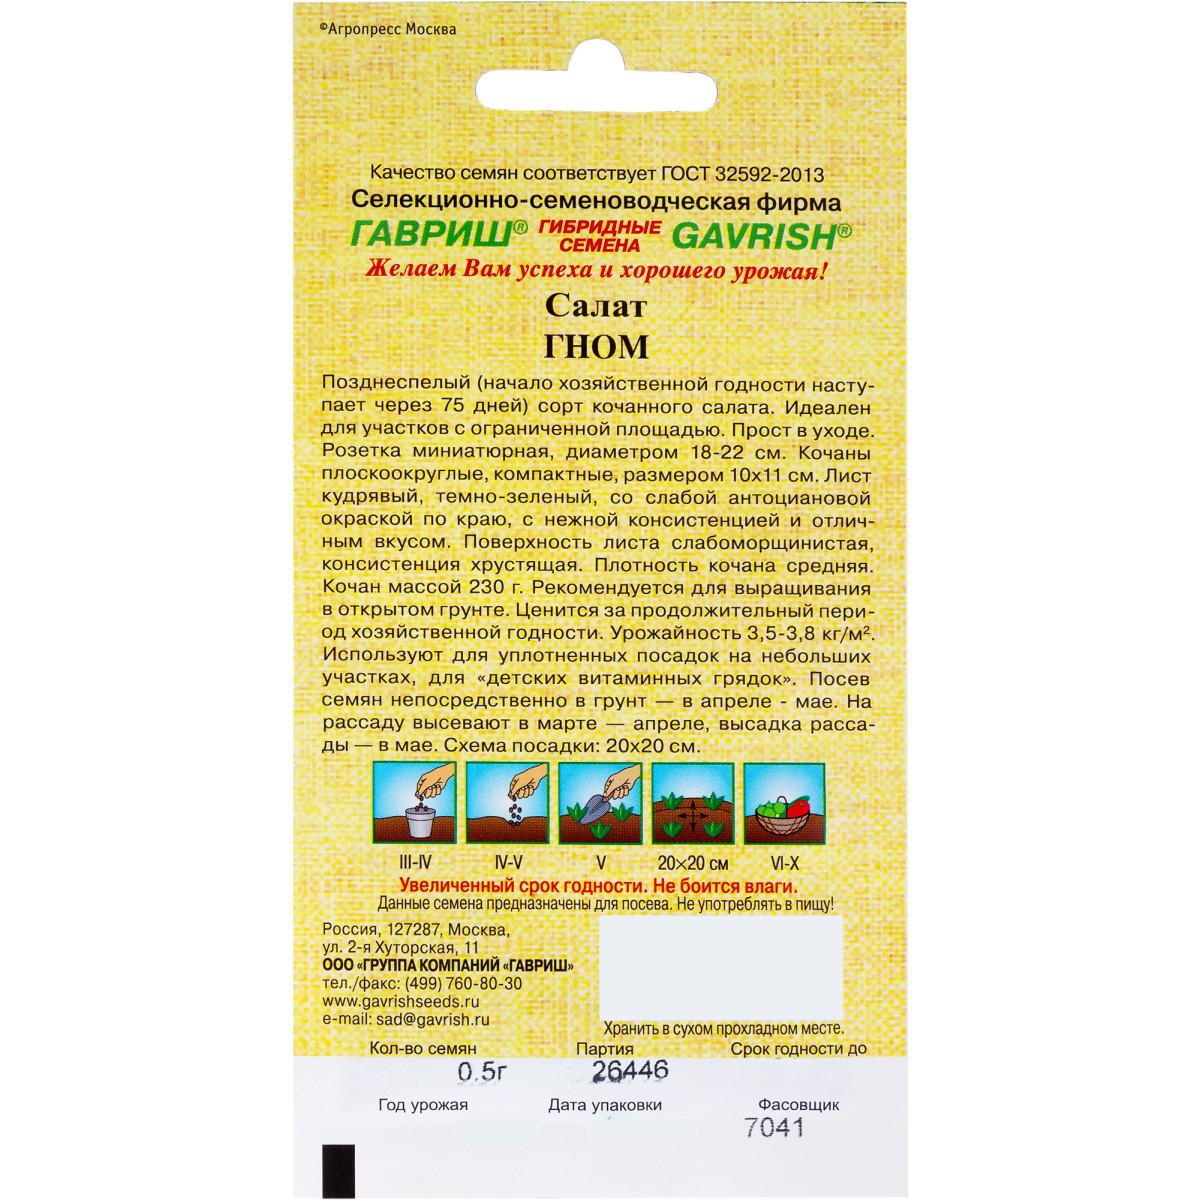 ©Агропресс Москва
Качество семян соответствует ГОСТ 32592-2013
Селекционно-семеноводческая фирма
ГАВРИШ® ГИБРИДНЫЕ СЕМЕНА GAVRISH®
Желаем Вам успеха и хорошего урожая!
Салат
ГНОМ
Позднеспелый (начало хозяйственной годности насту-
пает через 75 дней) сорт кочанного салата. Идеален
для участков с ограниченной площадью. Прост в уходе.
Розетка миниатюрная, диаметром 18-22 см. Кочаны
плоскоокруглые, компактные, размером 10х11 см. Лист
кудрявый, темно-зеленый, со слабой антоциановой
окраской по краю, с нежной консистенцией и отлич-
ным вкусом. Поверхность листа слабоморщинистая,
консистенция хрустящая. Плотность кочана средняя.
Кочан массой 230 г. Рекомендуется для выращивания
в открытом грунте. Ценится за продолжительный пери-
од хозяйственной годности. Урожайность 3,5-3,8 кг/м².
Используют для уплотненных посадок на небольших
участках, для «детских витаминных грядок». Посев
семян непосредственно в грунт — в апреле - мае. На
рассаду высевают в марте — апреле, высадка расса-
ды — в мае. Схема посадки: 20х20 см.
III-IV IV-V V 20×20 см VI-X
Увеличенный срок годности. Не боится влаги.
Данные семена предназначены для посева. Не употреблять в пищу!
Россия, 127287, Москва,
ул. 2-я Хуторская, 11
ООО «ГРУППА КОМПАНИЙ «ГАВРИШ»
тел./факс: (499) 760-80-30
www.gavrishseeds.ru
e-mail: sad@gavrish.ru
Хранить в сухом прохладном месте.
Кол-во семян Партия Срок годности до
0.5г 26446
Год урожая Дата упаковки Фасовщик
7041